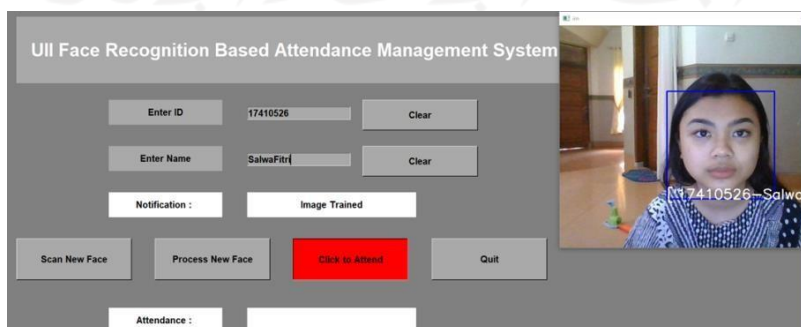 UII Face Recognition Based Attendance Management System
Enter ID
17410526
Clear
Enter Name
SalwaFitri
Clear
Notification :
Image Trained
Scan New Face
Process New Face
Click to Attend
Quit
Attendance :
17410526-Salwa